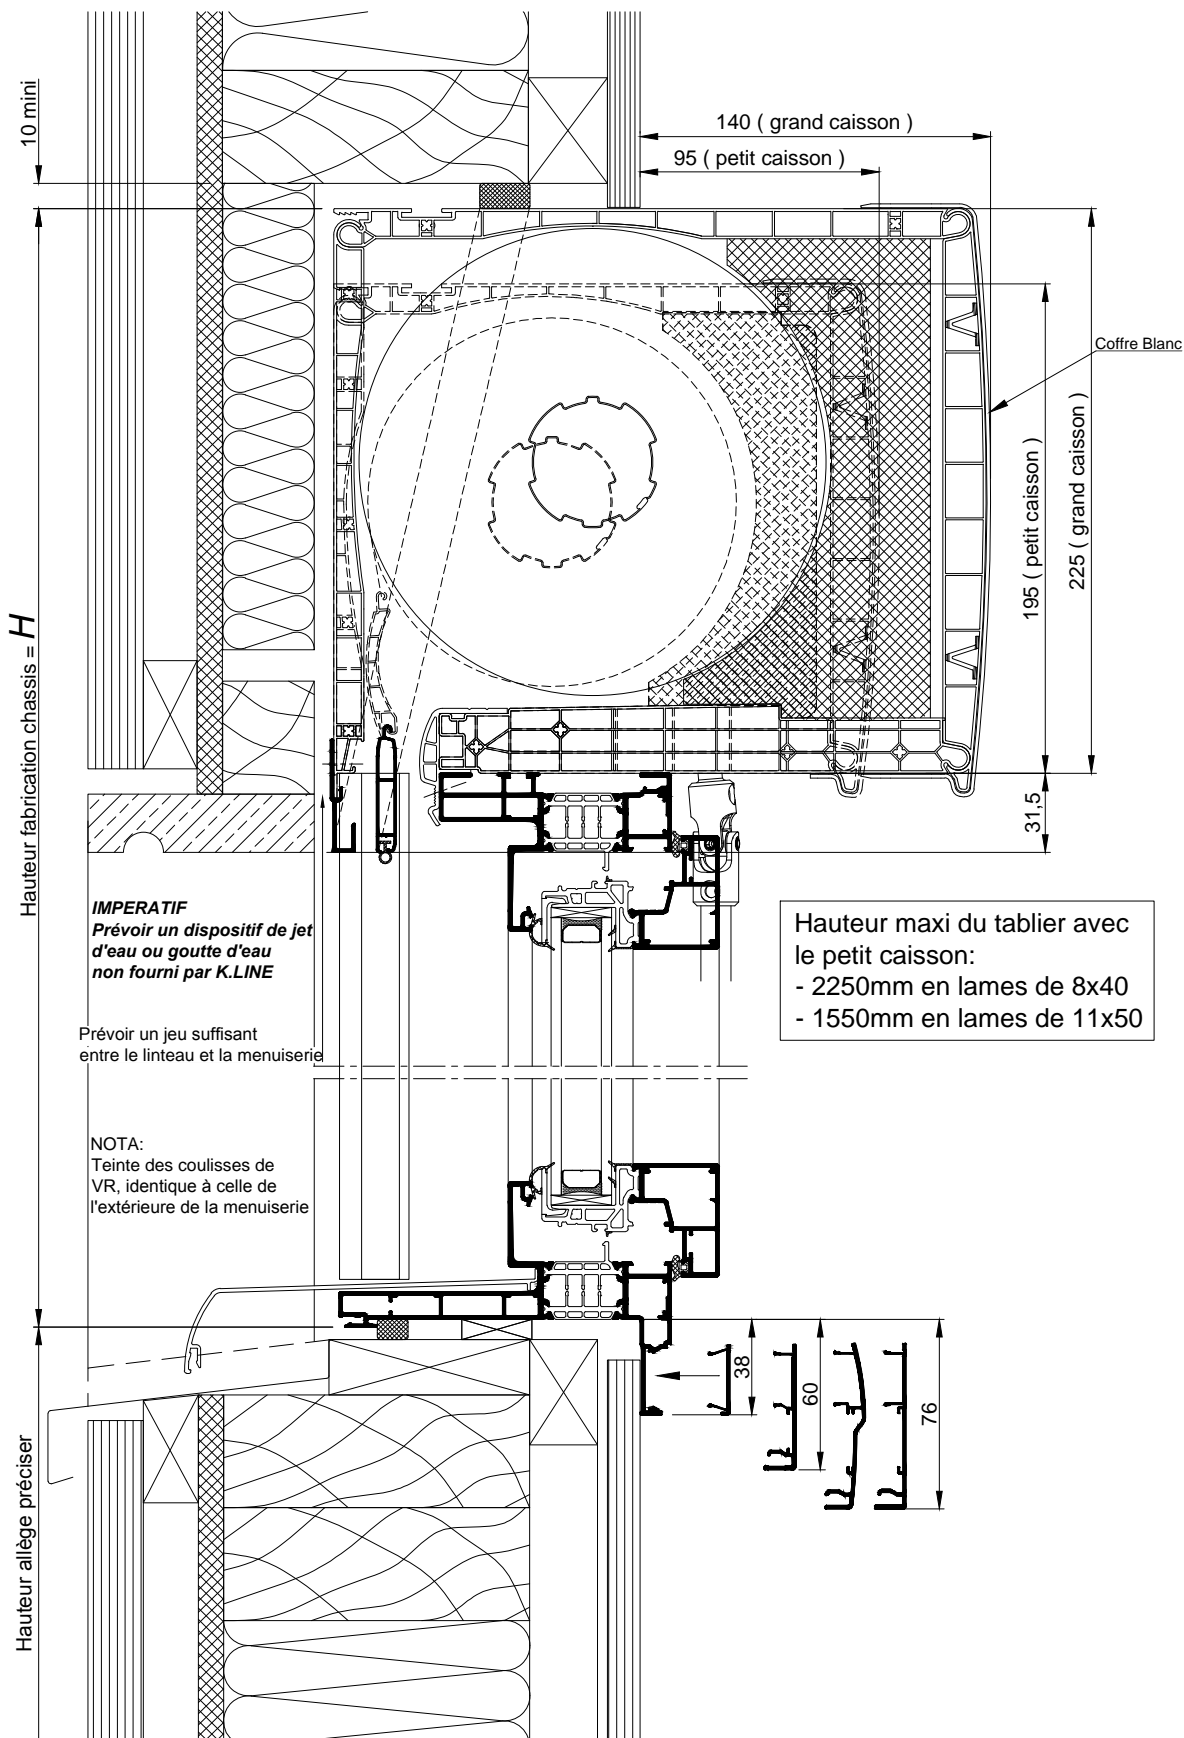 10 mini
140 ( grand caisson )
95 ( petit caisson )
Coffre Blanc
195 ( petit caisson )
225 ( grand caisson )
31,5
Hauteur fabrication chassis = H
IMPERATIF
Prévoir un dispositif de jet
d'eau ou goutte d'eau
non fourni par K.LINE
Hauteur maxi du tablier avec
le petit caisson:
- 2250mm en lames de 8x40
- 1550mm en lames de 11x50
Prévoir un jeu suffisant
entre le linteau et la menuiserie
NOTA:
Teinte des coulisses de
VR, identique à celle de
l'extérieure de la menuiserie
38
60
76
Hauteur allège préciser